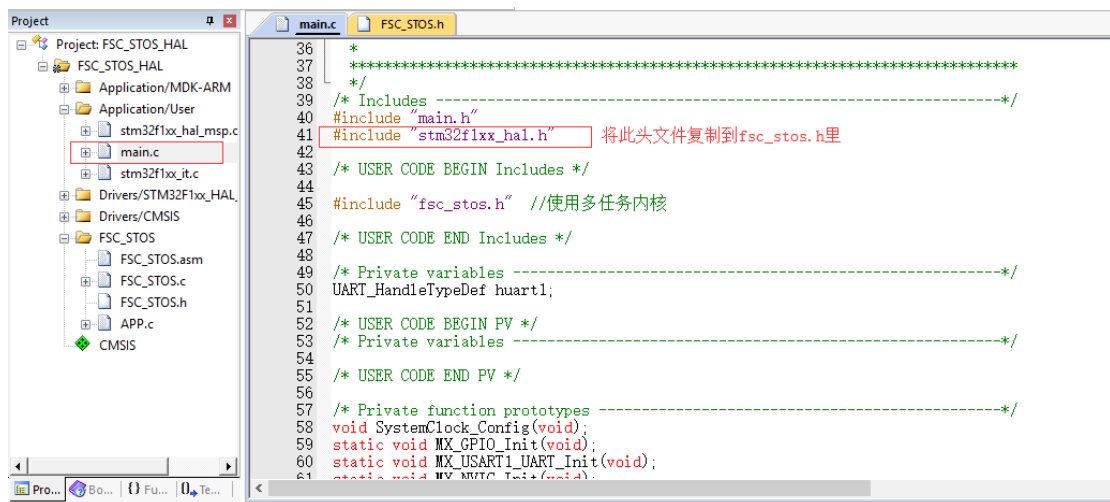 Project
Project: FSC_STOS_HAL
FSC_STOS_HAL
Application/MDK-ARM
Application/User
stm32f1xx_hal_msp.c
main.c
stm32f1xx_it.c
Drivers/STM32F1xx_HAL_
Drivers/CMSIS
FSC_STOS
FSC_STOS.asm
FSC_STOS.c
FSC_STOS.h
APP.c
CMSIS
Pro...
Bo...
{} Fu...
Te...
main.c
FSC_STOS.h
36 *
37 ******************************************************************************
38 */
39 /* Includes ------------------------------------------------------------------*/
40 #include "main.h"
41 #include "stm32f1xx_hal.h" 将此头文件复制到fsc_stos.h里
42
43 /* USER CODE BEGIN Includes */
44
45 #include "fsc_stos.h" //使用多任务内核
46
47 /* USER CODE END Includes */
48
49 /* Private variables ---------------------------------------------------------*/
50 UART_HandleTypeDef huart1;
51
52 /* USER CODE BEGIN PV */
53 /* Private variables ---------------------------------------------------------*/
54
55 /* USER CODE END PV */
56
57 /* Private function prototypes -----------------------------------------------*/
58 void SystemClock_Config(void);
59 static void MX_GPIO_Init(void);
60 static void MX_USART1_UART_Init(void);
61 static void MX_NVIC_Init(void);